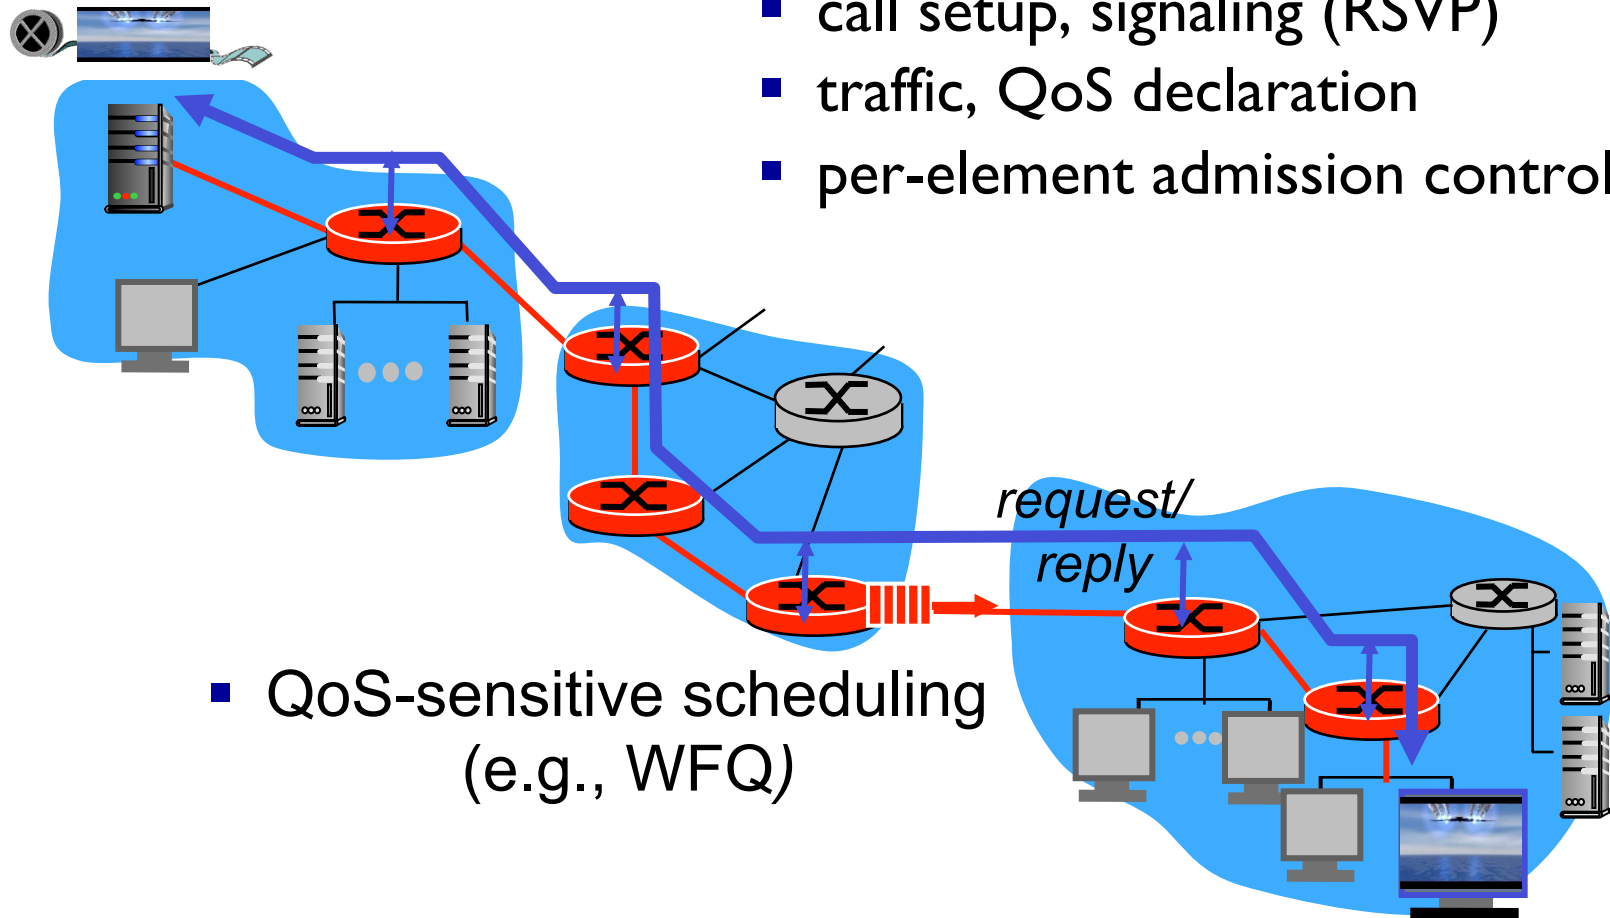 ▪ call setup, signaling (RSVP)
▪ traffic, QoS declaration
▪ per-element admission control
request/
reply
▪ QoS-sensitive scheduling
(e.g., WFQ)